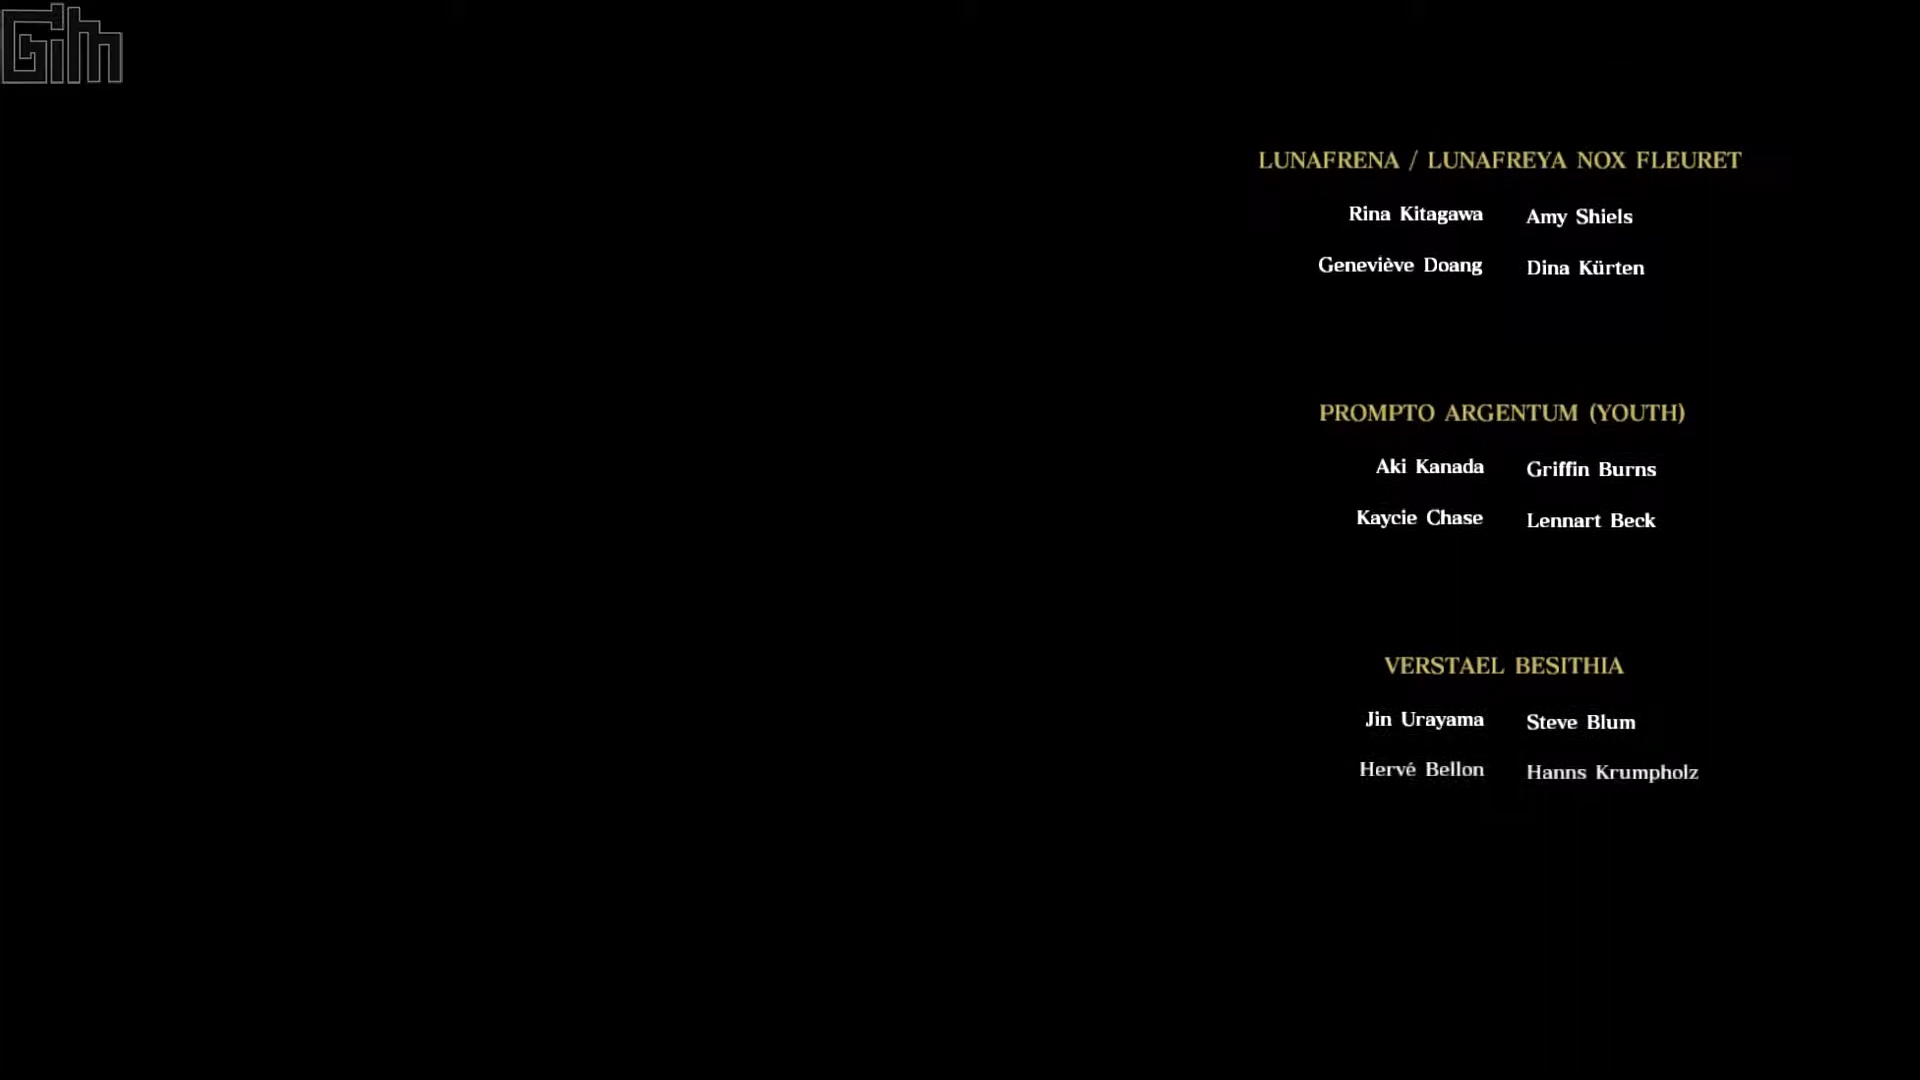 Gih
LUNAFRENA / LUNAFREYA NOX FLEURET
Rina Kitagawa Amy Shiels
Geneviève Doang Dina Kürten
PROMPTO ARGENTUM (YOUTH)
Aki Kanada Griffin Burns
Kaycie Chase Lennart Beck
VERSTAEL BESITHIA
Jin Urayama Steve Blum
Hervé Bellon Hanns Krumpholz